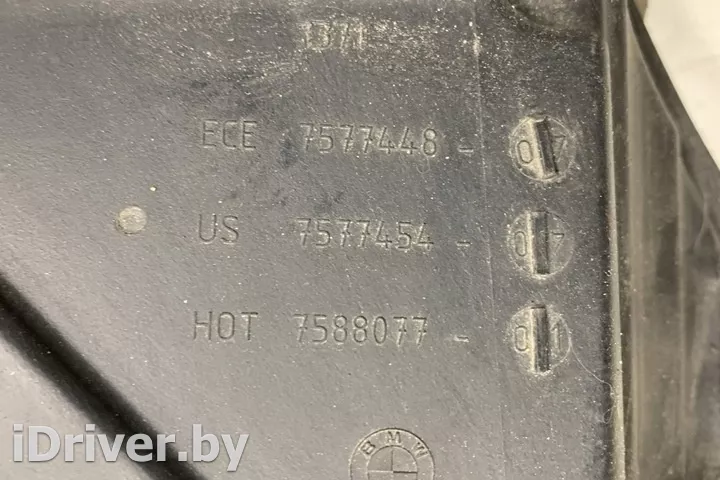 ECE 7577448 - 07
US 7577454 - 07
HOT 7588077 - 01
BMW
iDriver.by